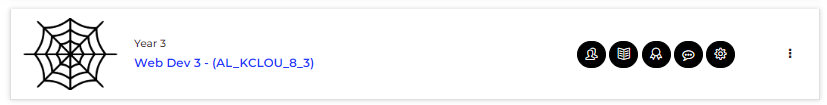 Year 3
Web Dev 3 - (AL_KCLOU_8_3)